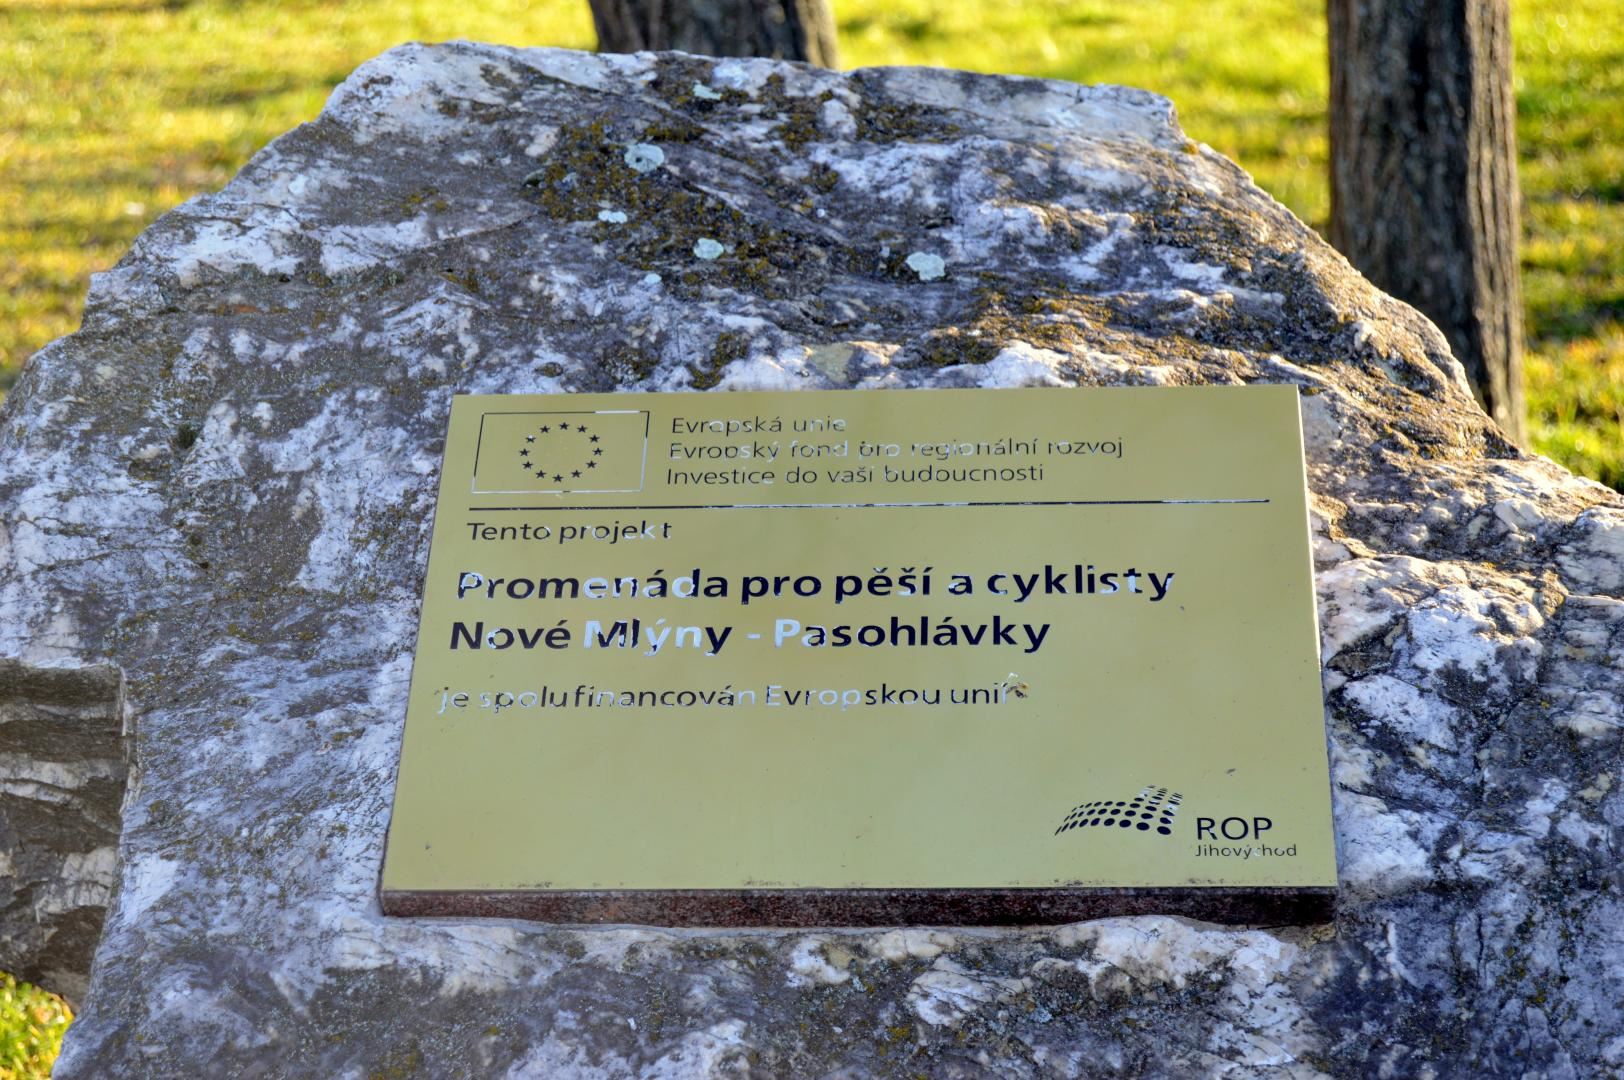 Evropská unie
Evropský fond pro regionální rozvoj
Investice do vaší budoucnosti
Tento projekt
Promenáda pro pěší a cyklisty
Nové Mlýny - Pasohlávky
je spolufinancován Evropskou unií
ROP
Jihovýchod